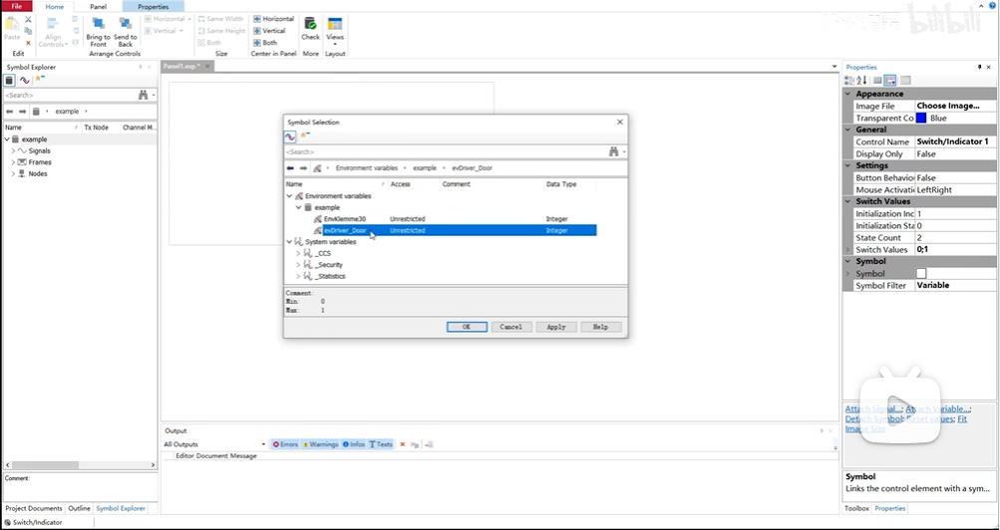 File Home Panel Properties
Paste
Align
Controls
Bring to
Front
Send to
Back
Horizontal
Vertical
Same Width
Same Height
Both
Horizontal
Vertical
Both
Check
Views
Edit Arrange Controls Size Center in Panel More Layout
bilibili
Symbol Explorer
<Search>
example
Name Tx Node Channel M...
example
Signals
Frames
Nodes
Comment:
Project Documents Outline Symbol Explorer
Switch/Indicator
Panel1.xvp *
Symbol Selection
<Search>
Environment variables example evDriver_Door
Name Access Comment Data Type
Environment variables
example
EnvKlemme30 Unrestricted Integer
evDriver_Door Unrestricted Integer
System variables
_CCS
_Security
_Statistics
Comment:
Min: 0
Max: 1
OK Cancel Apply Help
Output
All Outputs Errors Warnings Infos Texts
Editor Document Message
Properties
Appearance
Image File Choose Image...
Transparent Co Blue
General
Control Name Switch/Indicator 1
Display Only False
Settings
Button Behaviou False
Mouse Activatio LeftRight
Switch Values
Initialization Inc 1
Initialization Sta 0
State Count 2
Switch Values 0;1
Symbol
Symbol
Symbol Filter Variable
Attach Signal... Attach Variable...;
Detach Symbol; Reset values; Fit
Image Size
Symbol
Links the control element with a sym...
Toolbox Properties